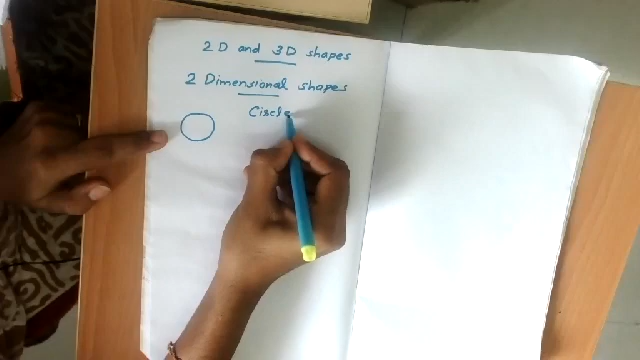 2D and 3D shapes
2 Dimensional shapes
Circle